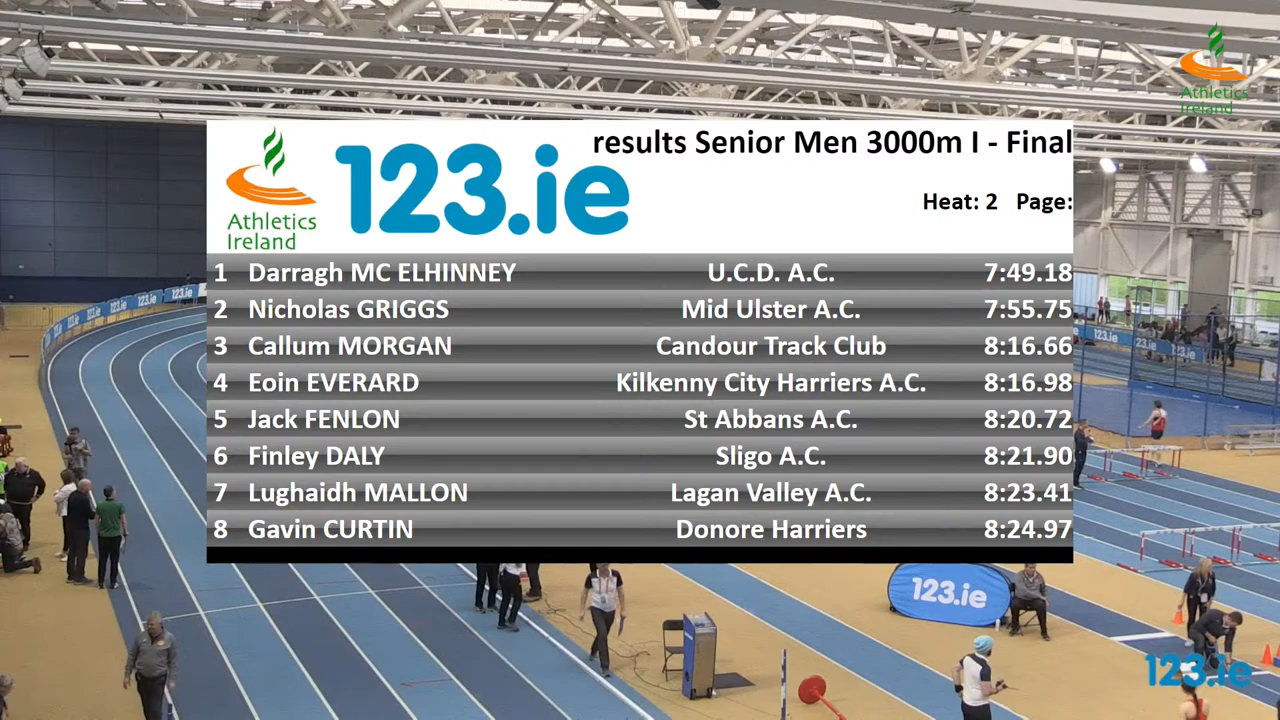 Athletics
Ireland
results Senior Men 3000m I - Final
123.ie
Heat: 2 Page:
Athletics
Ireland
1 Darragh MC ELHINNEY U.C.D. A.C. 7:49.18
2 Nicholas GRIGGS Mid Ulster A.C. 7:55.75
3 Callum MORGAN Candour Track Club 8:16.66
4 Eoin EVERARD Kilkenny City Harriers A.C. 8:16.98
5 Jack FENLON St Abbans A.C. 8:20.72
6 Finley DALY Sligo A.C. 8:21.90
7 Lughaidh MALLON Lagan Valley A.C. 8:23.41
8 Gavin CURTIN Donore Harriers 8:24.97
123.ie
123.ie